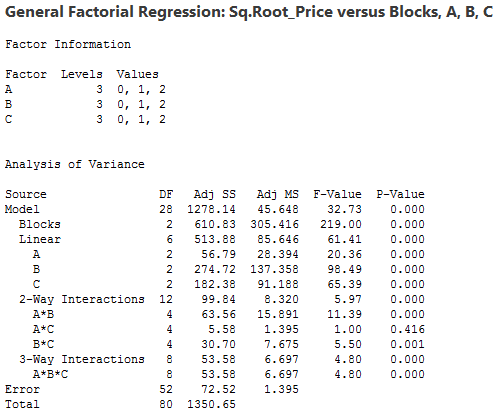 General Factorial Regression: Sq.Root_Price versus Blocks, A, B, C
Factor Information
Factor Levels Values
A 3 0, 1, 2
B 3 0, 1, 2
C 3 0, 1, 2
Analysis of Variance
Source DF Adj SS Adj MS F-Value P-Value
Model 28 1278.14 45.648 32.73 0.000
Blocks 2 610.83 305.416 219.00 0.000
Linear 6 513.88 85.646 61.41 0.000
A 2 56.79 28.394 20.36 0.000
B 2 274.72 137.358 98.49 0.000
C 2 182.38 91.188 65.39 0.000
2-Way Interactions 12 99.84 8.320 5.97 0.000
A*B 4 63.56 15.891 11.39 0.000
A*C 4 5.58 1.395 1.00 0.416
B*C 4 30.70 7.675 5.50 0.001
3-Way Interactions 8 53.58 6.697 4.80 0.000
A*B*C 8 53.58 6.697 4.80 0.000
Error 52 72.52 1.395
Total 80 1350.65